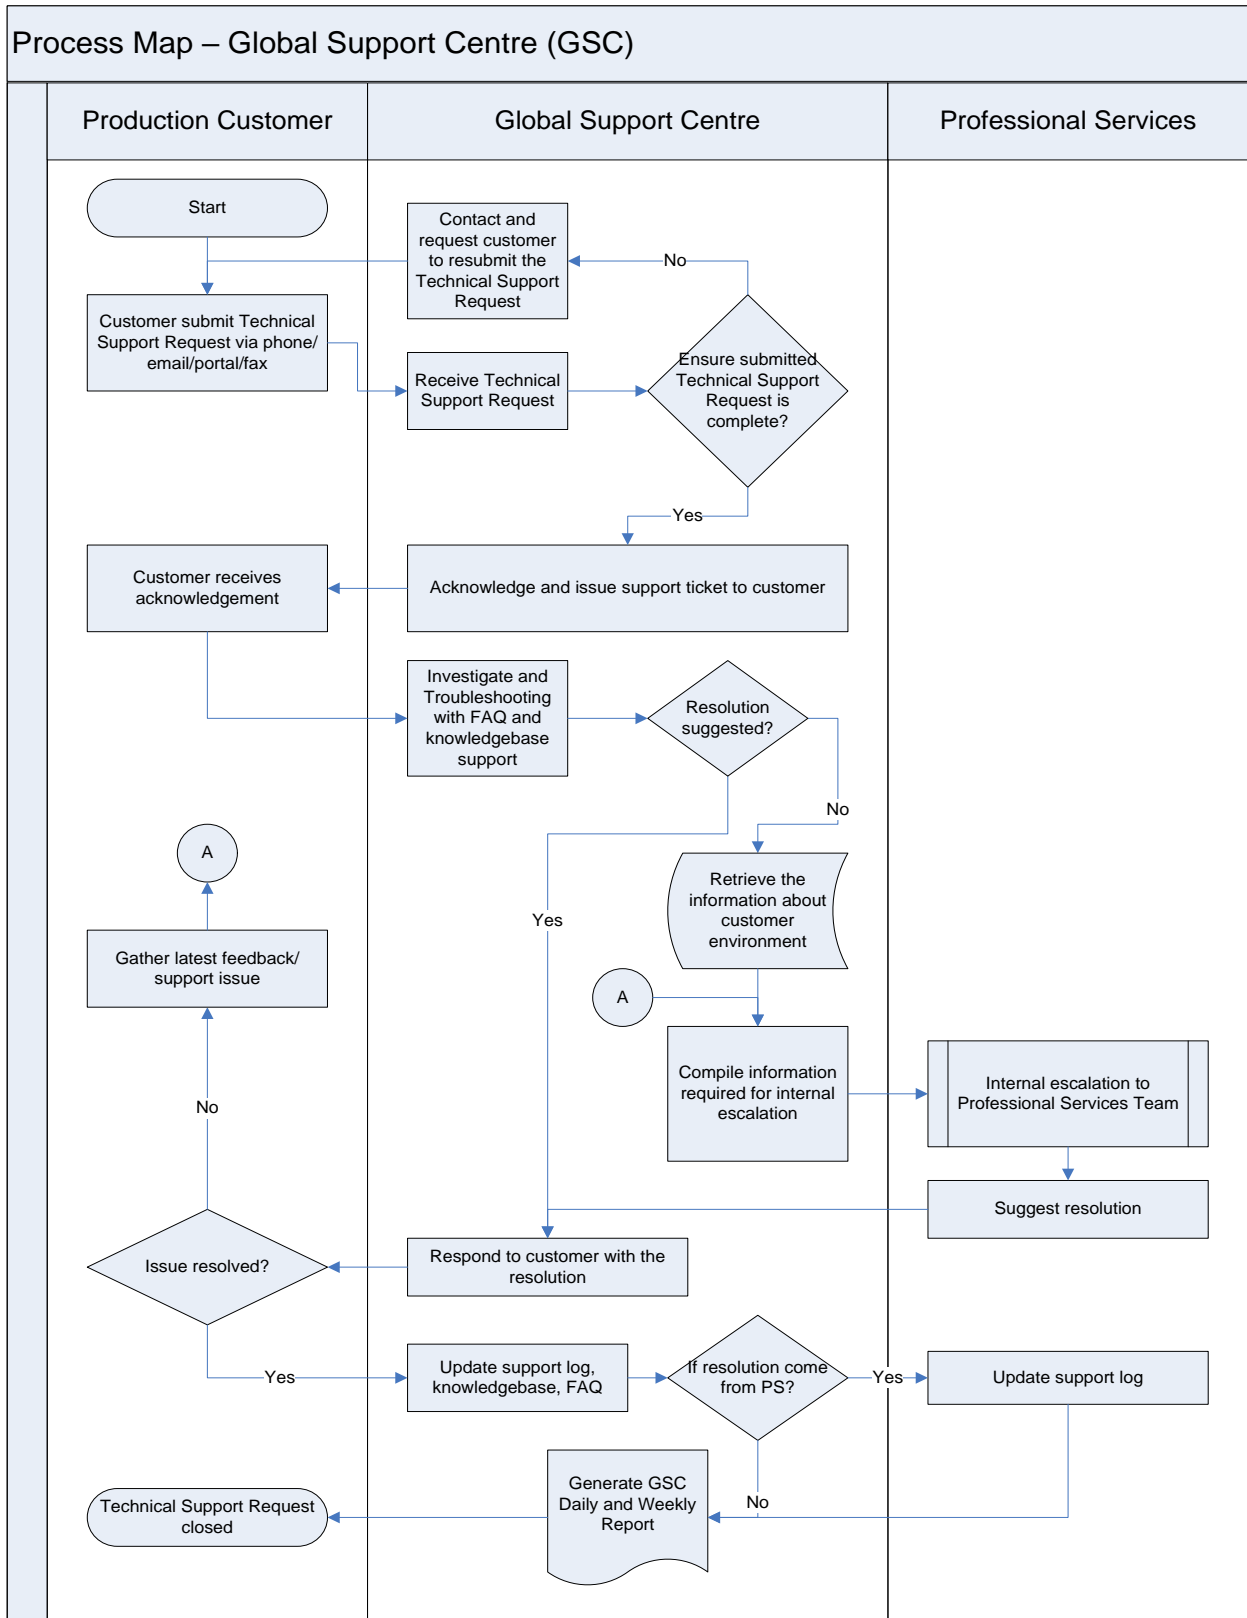 Process Map – Global Support Centre (GSC)
Production Customer
Global Support Centre
Professional Services
Start
Contact and
request customer
to resubmit the
Technical Support
Request
No
Customer submit Technical
Support Request via phone/
email/portal/fax
Receive Technical
Support Request
Ensure submitted
Technical Support
Request is
complete?
Yes
Customer receives
acknowledgement
Acknowledge and issue support ticket to customer
Investigate and
Troubleshooting
with FAQ and
knowledgebase
support
Resolution
suggested?
No
A
Retrieve the
information about
customer
environment
Yes
Gather latest feedback/
support issue
A
Compile information
required for internal
escalation
Internal escalation to
Professional Services Team
No
Suggest resolution
Issue resolved?
Respond to customer with the
resolution
Yes
Update support log,
knowledgebase, FAQ
If resolution come
from PS?
Yes
Update support log
Technical Support Request
closed
Generate GSC
Daily and Weekly
Report
No